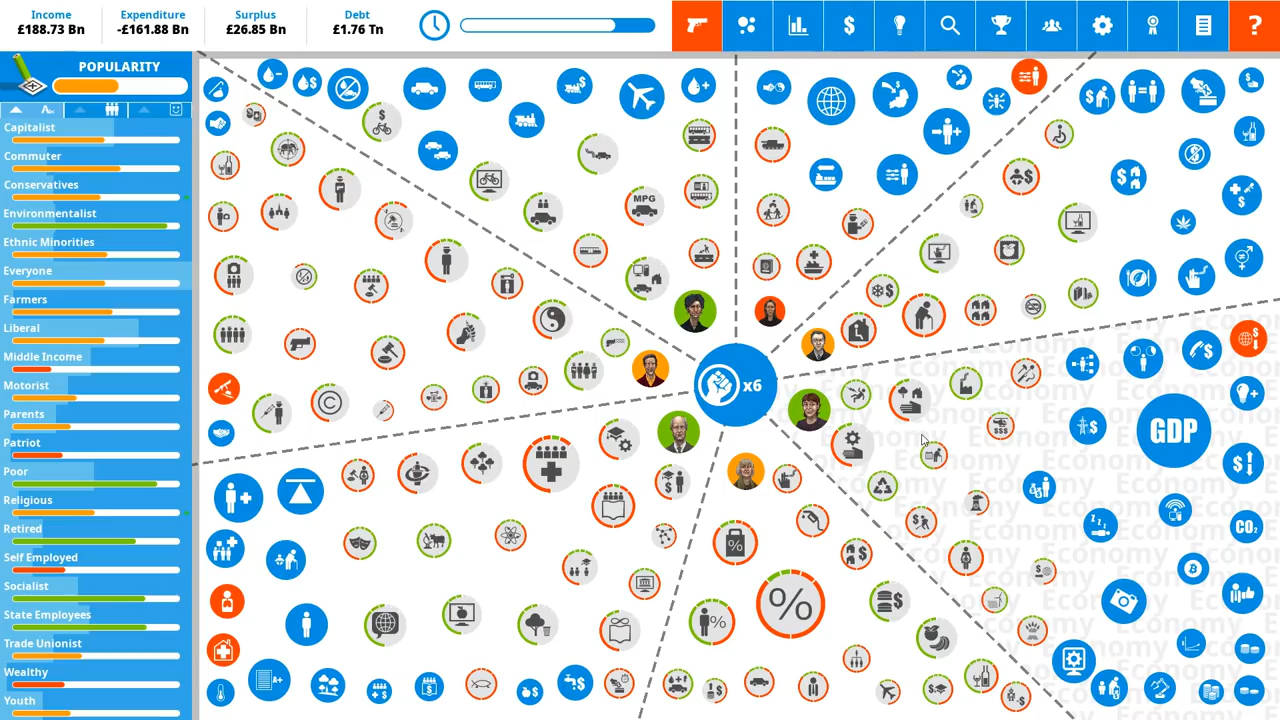 Income
£188.73 Bn
Expenditure
-£161.88 Bn
Surplus
£26.85 Bn
Debt
£1.76 Tn
?
POPULARITY
Capitalist
Commuter
Conservatives
Environmentalist
Ethnic Minorities
Everyone
Farmers
Liberal
Middle Income
Motorist
Parents
Patriot
Poor
Religious
Retired
Self Employed
Socialist
State Employees
Trade Unionist
Wealthy
Youth
MPG
x6
GDP
CO2
%
%
%
A+
$$$
Economy